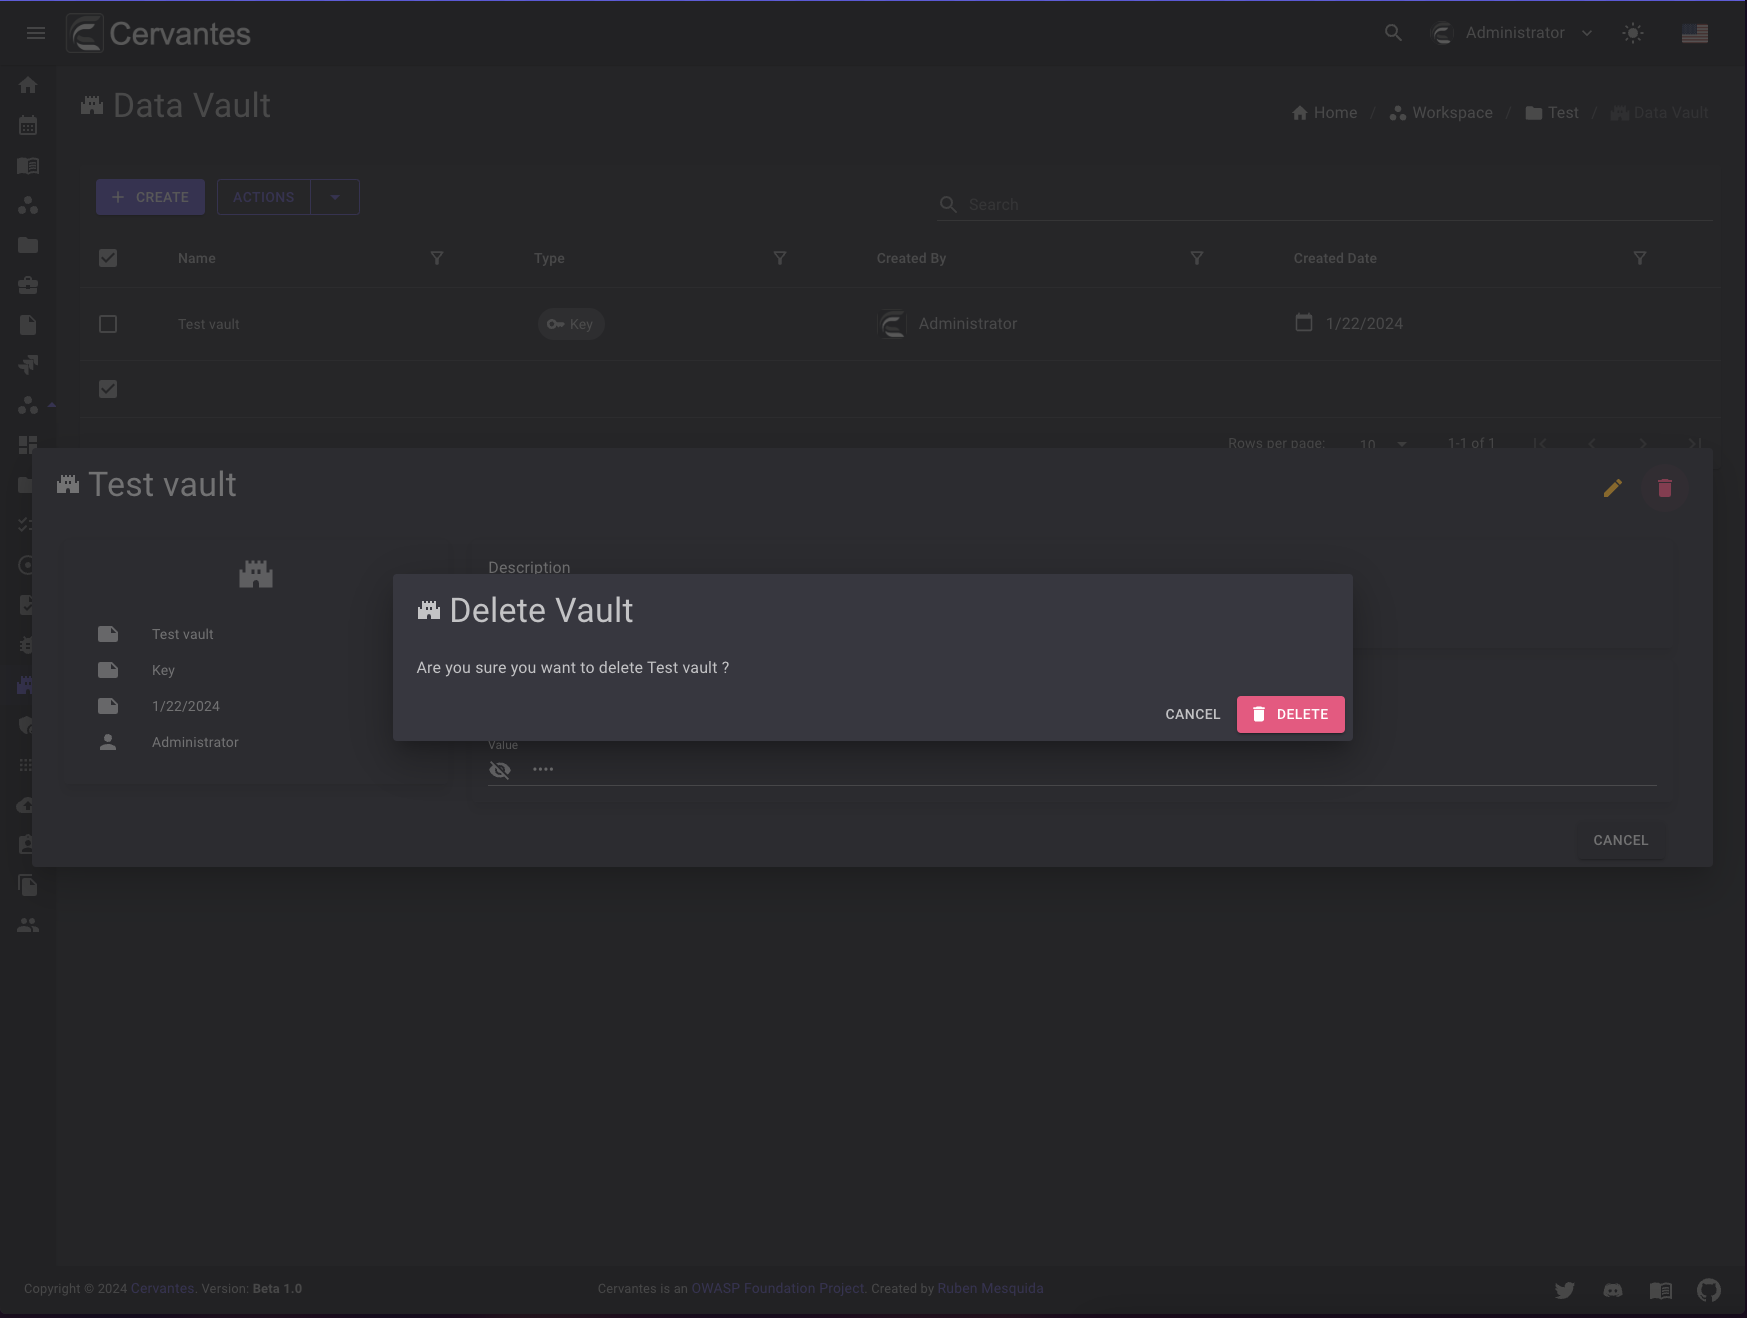 Cervantes
Administrator
Data Vault
Home / Workspace / Test / Data Vault
CREATE ACTIONS
Search
Name Type Created By Created Date
Test vault Key Administrator 1/22/2024
Rows per page: 10 1-1 of 1
Test vault
Description
Delete Vault
Test vault
Are you sure you want to delete Test vault ?
Key
1/22/2024
CANCEL DELETE
Administrator
Value
••••
CANCEL
Copyright © 2024 Cervantes. Version: Beta 1.0
Cervantes is an OWASP Foundation Project. Created by Ruben Mesquida